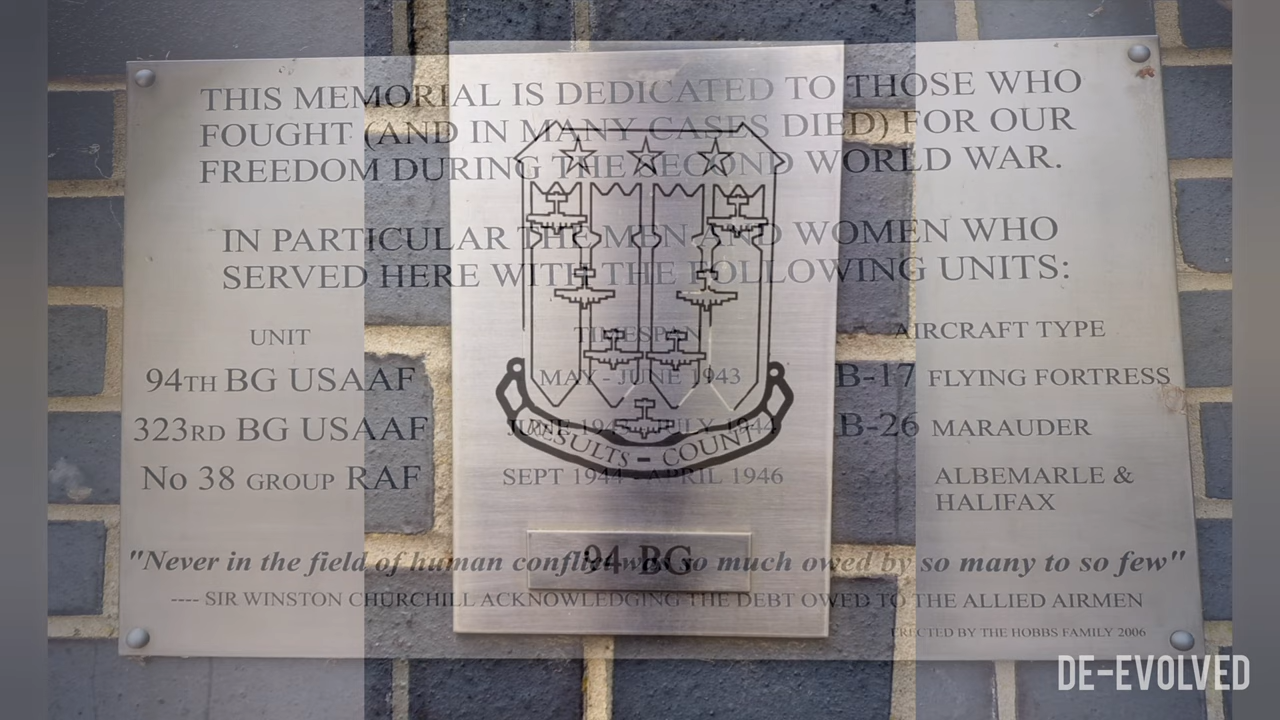 THIS MEMORIAL IS DEDICATED TO THOSE WHO
FOUGHT (AND IN MANY CASES DIED) FOR OUR
FREEDOM DURING THE SECOND WORLD WAR.
IN PARTICULAR THE MEN AND WOMEN WHO
SERVED HERE WITH THE FOLLOWING UNITS:
UNIT TIMESPAN AIRCRAFT TYPE
94TH BG USAAF MAY - JUNE 1943 B-17 FLYING FORTRESS
323RD BG USAAF JUNE 1943 - JULY 1944 B-26 MARAUDER
No 38 GROUP RAF SEPT 1944 - APRIL 1946 ALBEMARLE &
HALIFAX
"Never in the field of human conflict was so much owed by so many to so few"
---- SIR WINSTON CHURCHILL ACKNOWLEDGING THE DEBT OWED TO THE ALLIED AIRMEN
ERECTED BY THE HOBBS FAMILY 2006
RESULTS - COUNT
94 BG
DE-EVOLVED